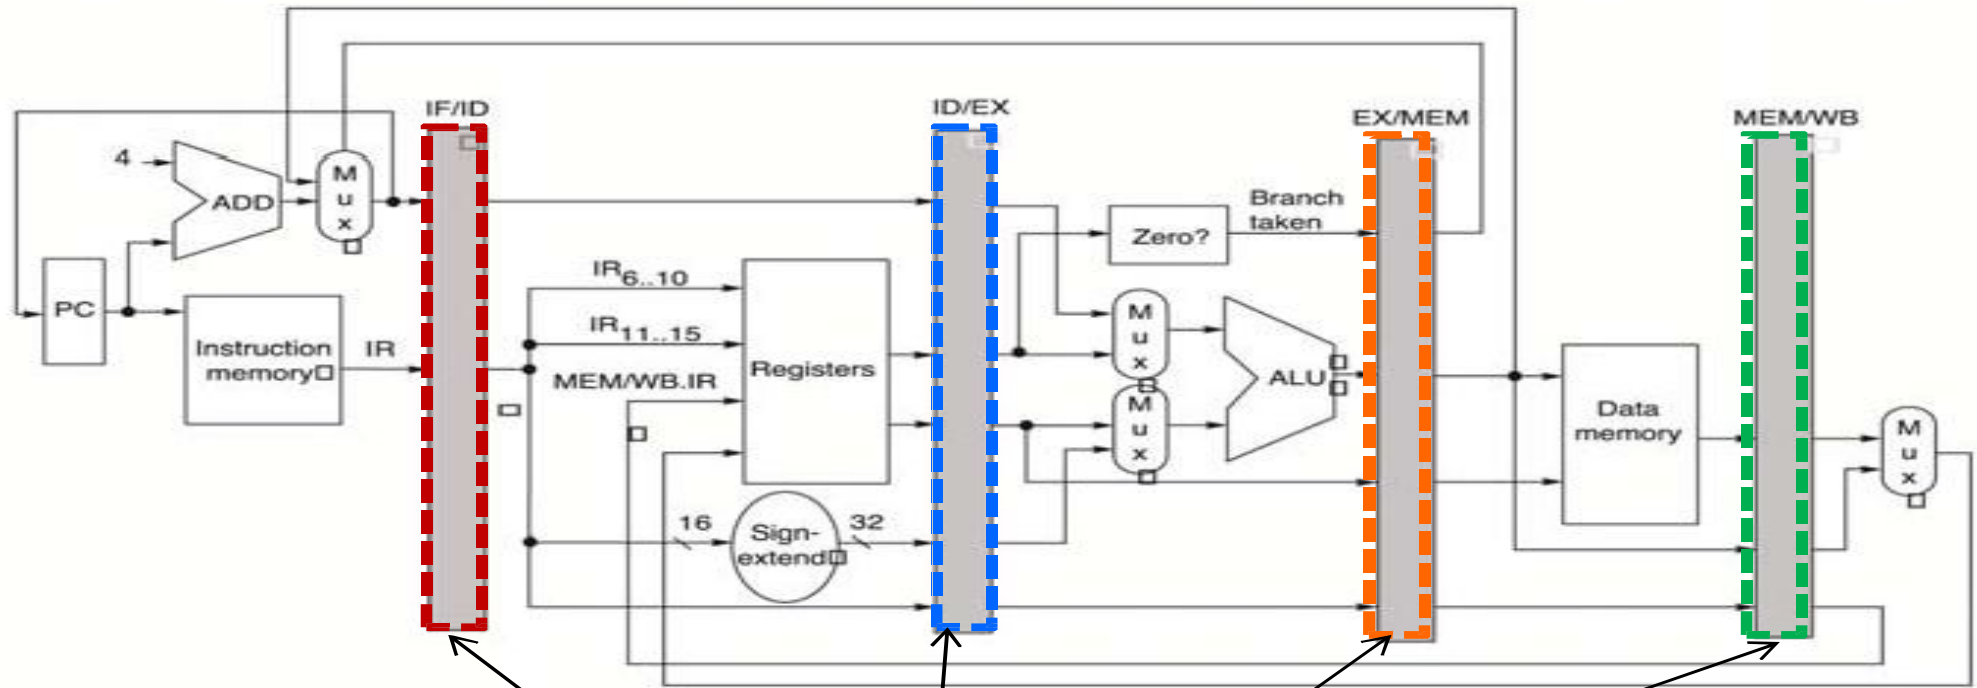 IF/ID
ID/EX
EX/MEM
MEM/WB
4
ADD
M
u
x
PC
Instruction
memory
IR
IR6..10
IR11..15
MEM/WB.IR
Registers
16
Sign-
extend
32
Zero?
Branch
taken
M
u
x
M
u
x
ALU
Data
memory
M
u
x